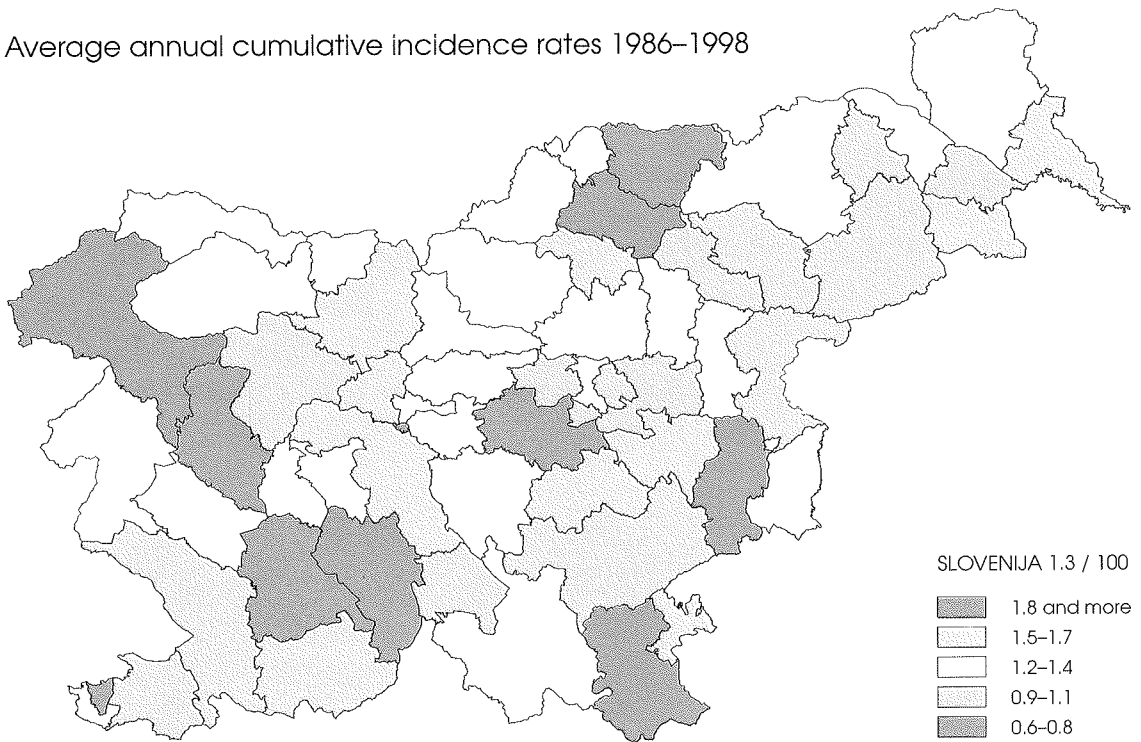 Average annual cumulative incidence rates 1986–1998
SLOVENIJA 1.3 / 100
1.8 and more
1.5–1.7
1.2–1.4
0.9–1.1
0.6–0.8